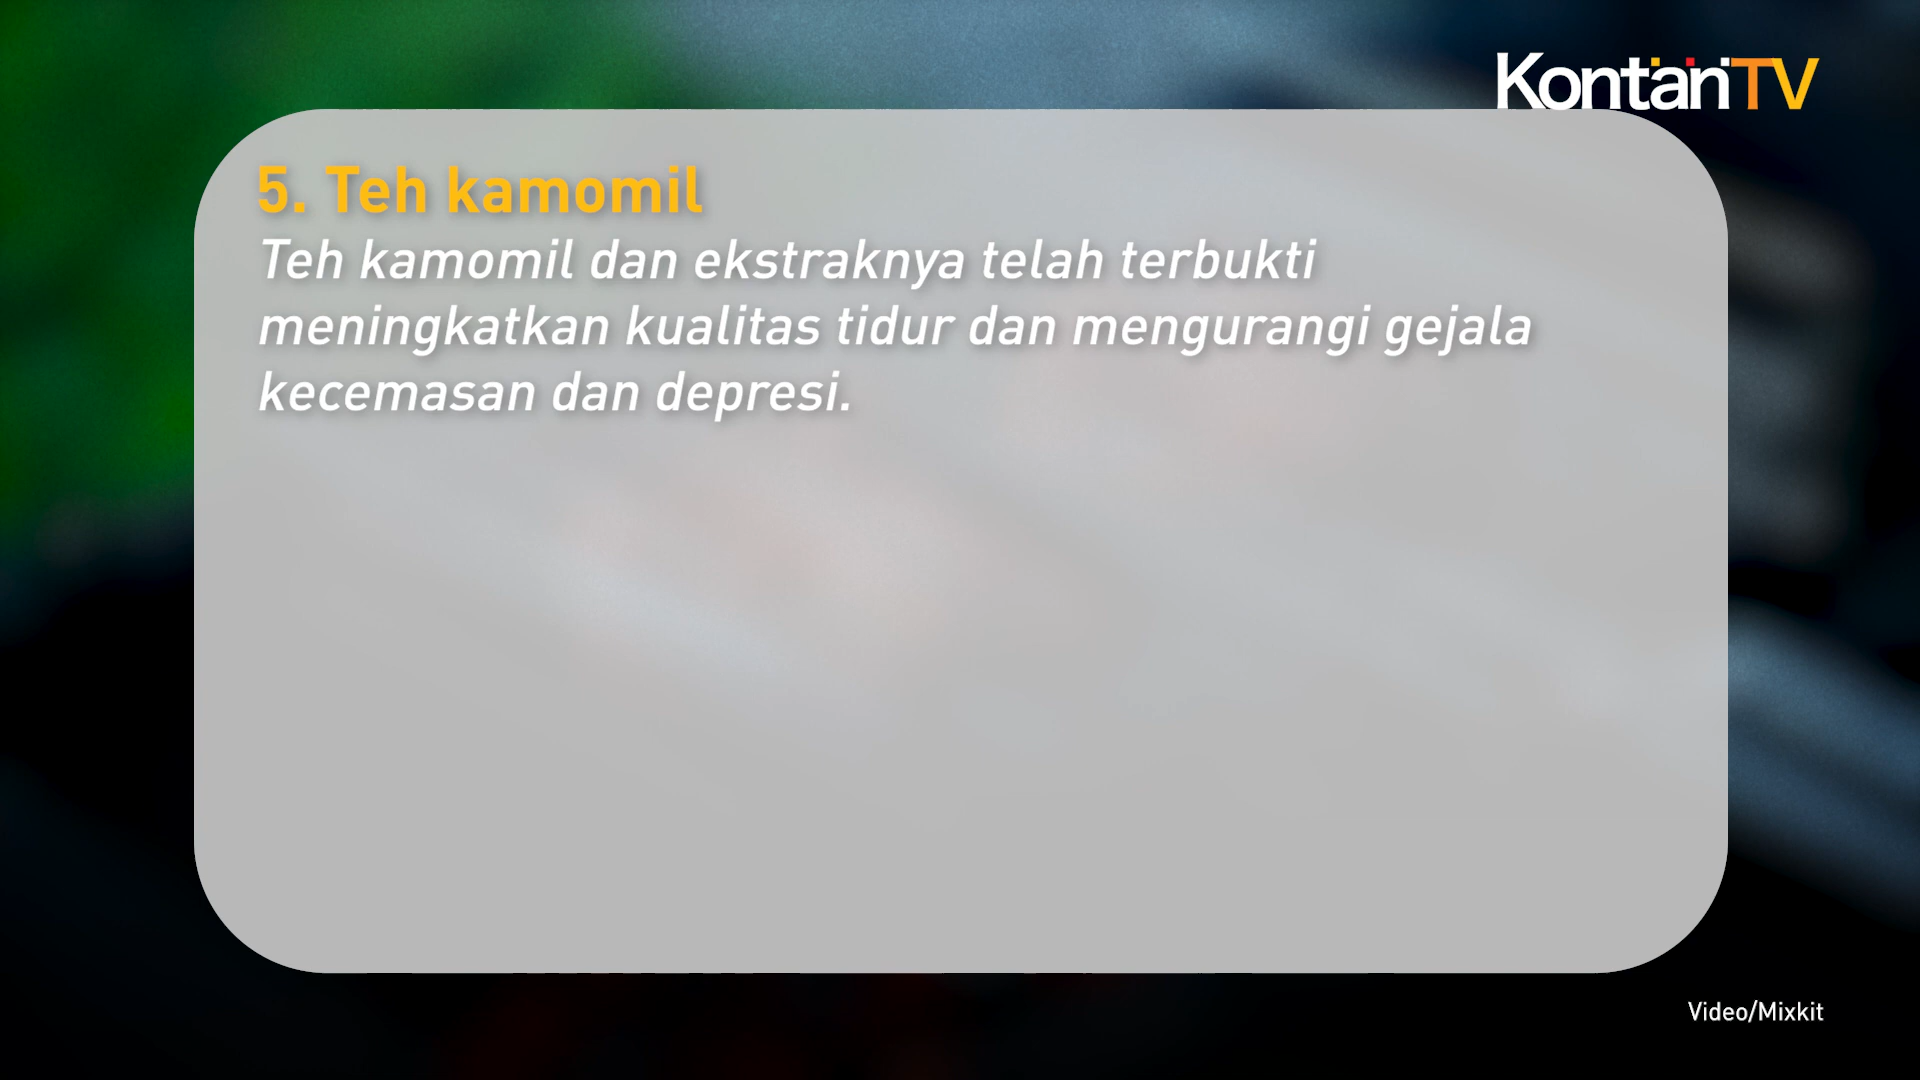 KontanTV
5. Teh kamomil
Teh kamomil dan ekstraknya telah terbukti
meningkatkan kualitas tidur dan mengurangi gejala
kecemasan dan depresi.
Video/Mixkit